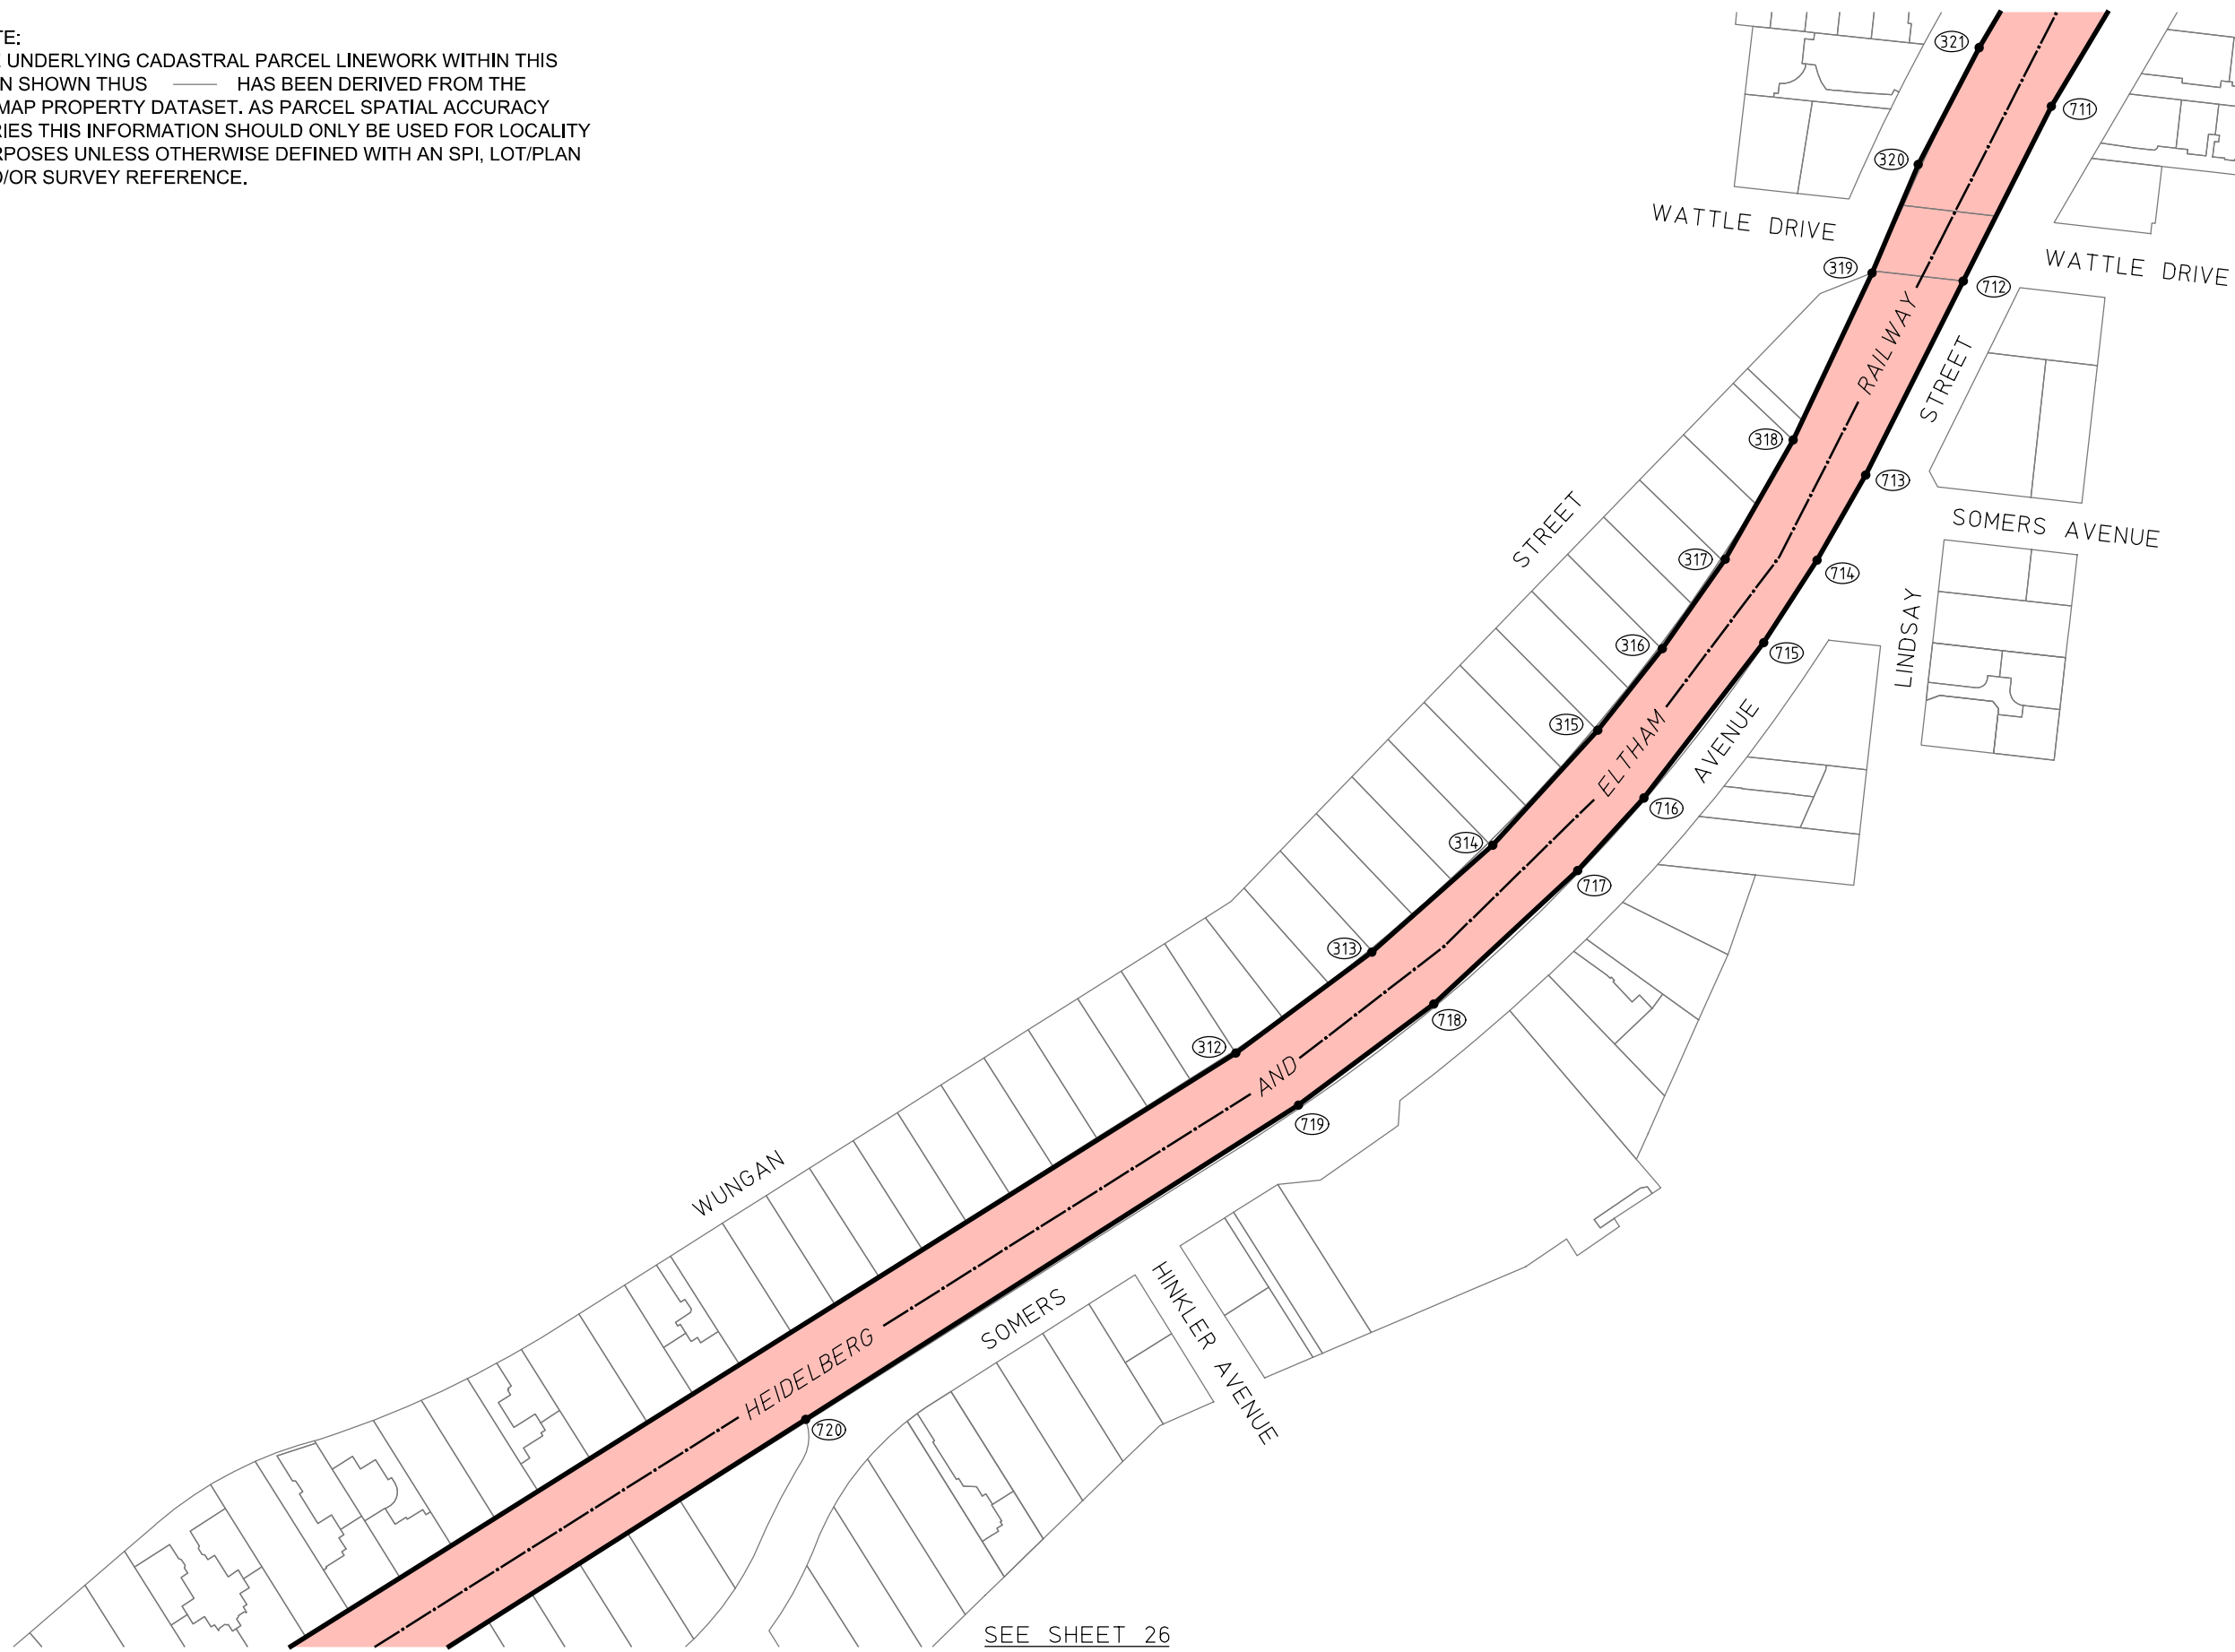 TE:
E UNDERLYING CADASTRAL PARCEL LINEWORK WITHIN THIS
N SHOWN THUS —— HAS BEEN DERIVED FROM THE
MAP PROPERTY DATASET. AS PARCEL SPATIAL ACCURACY
RIES THIS INFORMATION SHOULD ONLY BE USED FOR LOCALITY
RPOSES UNLESS OTHERWISE DEFINED WITH AN SPI, LOT/PLAN
D/OR SURVEY REFERENCE.
321
711
320
WATTLE DRIVE
WATTLE DRIVE
319
712
RAILWAY
STREET
318
713
STREET
SOMERS AVENUE
317
714
LINDSAY
316
715
315
ELTHAM
AVENUE
716
314
717
313
718
312
AND
719
WUNGAN
HINKLER AVENUE
SOMERS
HEIDELBERG
720
SEE SHEET 26